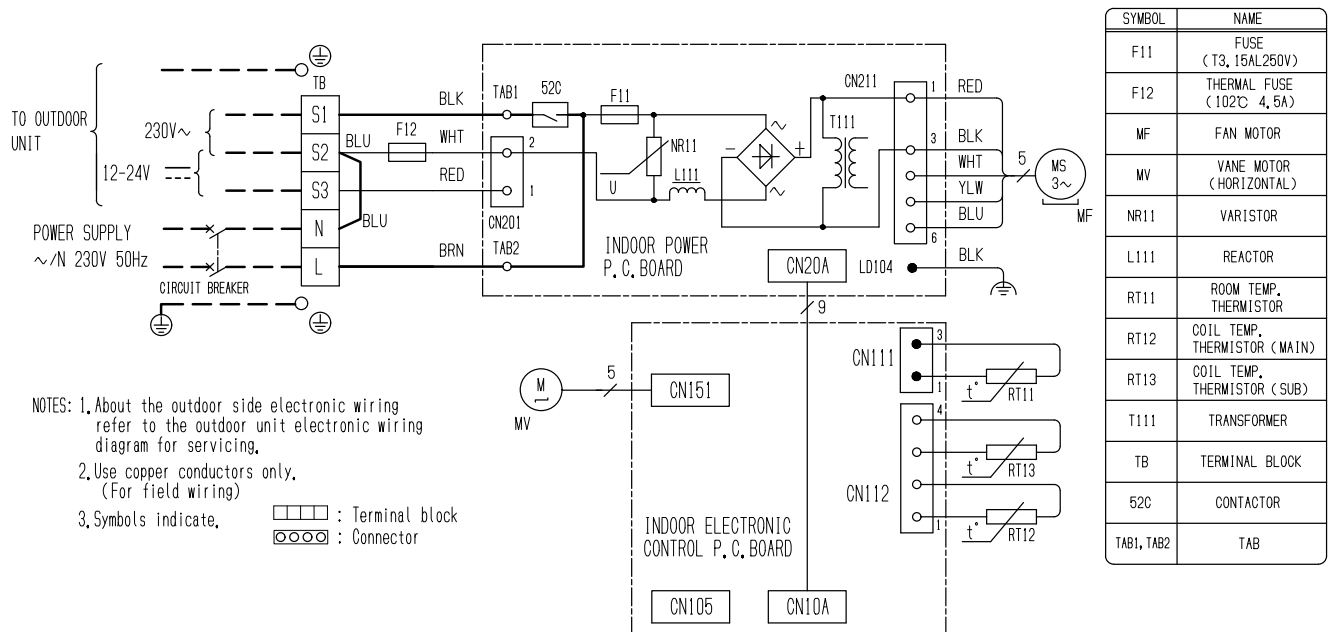 TO OUTDOOR
UNIT
230V~
12-24V
POWER SUPPLY
~/N 230V 50Hz
CIRCUIT BREAKER
TB
S1
S2
S3
N
L
BLK
BLU
F12
WHT
RED
BLU
BRN
TAB1
52C
F11
2
1
CN201
TAB2
NR11
U
L111
~
-
+
~
T111
CN211
1
3
6
RED
BLK
WHT
YLW
BLU
5
MS
3~
MF
INDOOR POWER
P.C.BOARD
CN20A
LD104
BLK
9
M
MV
5
CN151
CN111
3
1
t°
RT11
CN112
4
1
t°
RT13
t°
RT12
INDOOR ELECTRONIC
CONTROL P.C.BOARD
CN105
CN10A
NOTES: 1.About the outdoor side electronic wiring
refer to the outdoor unit electronic wiring
diagram for servicing.
2.Use copper conductors only.
(For field wiring)
3.Symbols indicate.
: Terminal block
: Connector
SYMBOL NAME
F11 FUSE
(T3.15AL250V)
F12 THERMAL FUSE
(102℃ 4.5A)
MF FAN MOTOR
MV VANE MOTOR
(HORIZONTAL)
NR11 VARISTOR
L111 REACTOR
RT11 ROOM TEMP.
THERMISTOR
RT12 COIL TEMP.
THERMISTOR (MAIN)
RT13 COIL TEMP.
THERMISTOR (SUB)
T111 TRANSFORMER
TB TERMINAL BLOCK
52C CONTACTOR
TAB1,TAB2 TAB